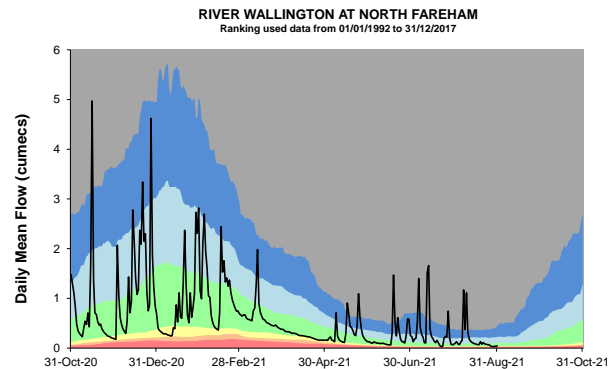 RIVER WALLINGTON AT NORTH FAREHAM
Ranking used data from 01/01/1992 to 31/12/2017
Daily Mean Flow (cumecs)
6
5
4
3
2
1
0
31-Oct-20 31-Dec-20 28-Feb-21 30-Apr-21 30-Jun-21 31-Aug-21 31-Oct-21